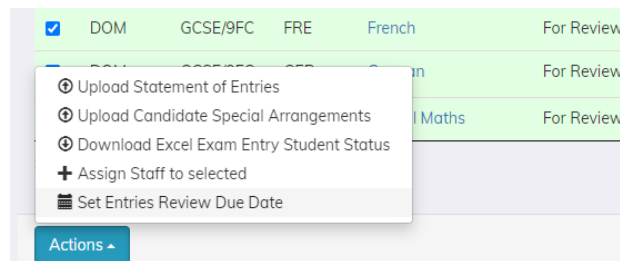 DOM GCSE/9FC FRE French For Review
For Review
Upload Statement of Entries
Upload Candidate Special Arrangements
l Maths For Review
Download Excel Exam Entry Student Status
Assign Staff to selected
Set Entries Review Due Date
Actions